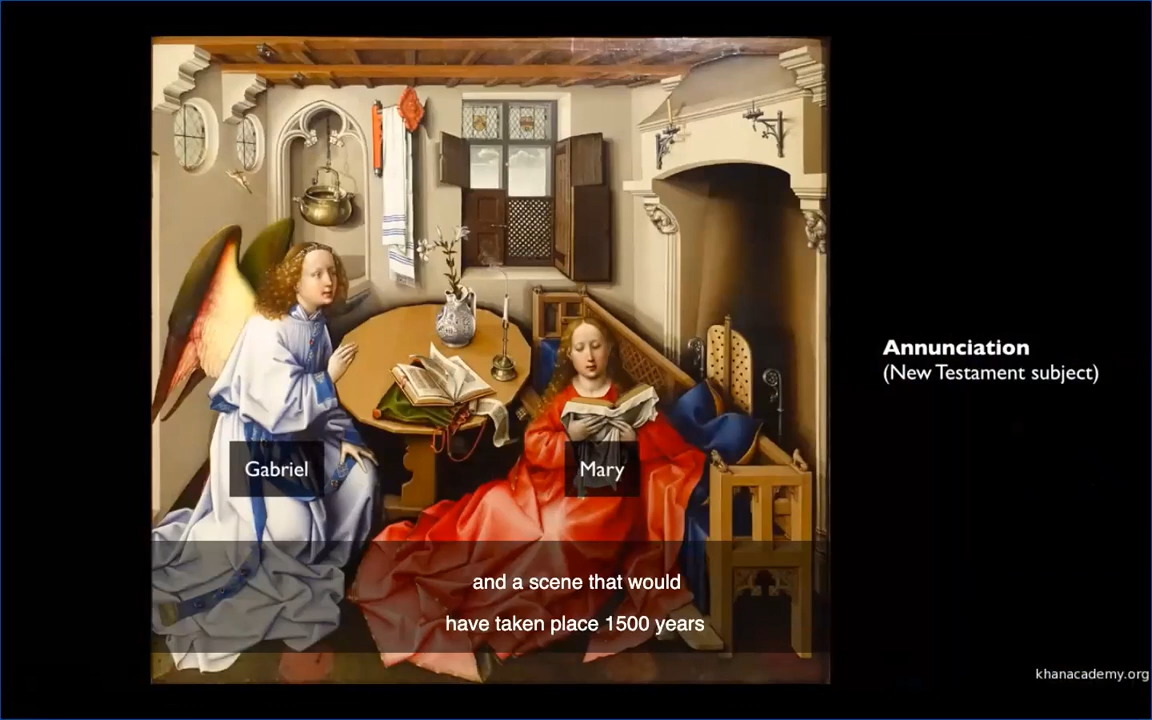 Annunciation
(New Testament subject)
Gabriel
Mary
and a scene that would
have taken place 1500 years
khanacademy.org